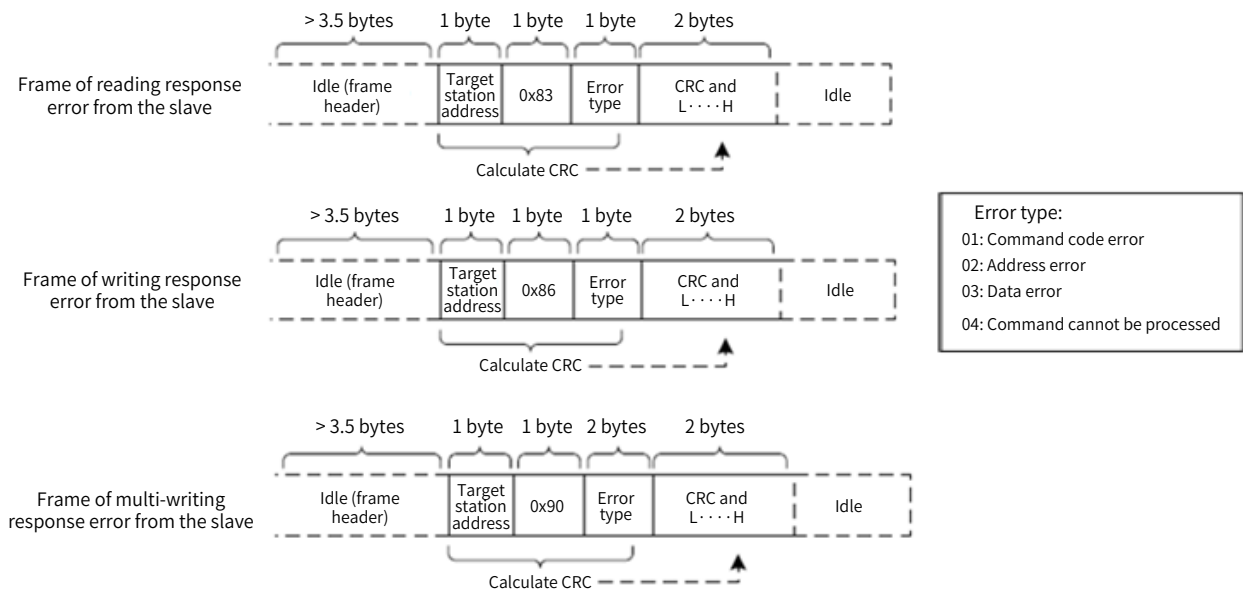 > 3.5 bytes 1 byte 1 byte 1 byte 2 bytes
Frame of reading response
error from the slave
Idle (frame
header)
Target
station
address
0x83
Error
type
CRC and
L····H
Idle
Calculate CRC
> 3.5 bytes 1 byte 1 byte 1 byte 2 bytes
Frame of writing response
error from the slave
Idle (frame
header)
Target
station
address
0x86
Error
type
CRC and
L····H
Idle
Calculate CRC
Error type:
01: Command code error
02: Address error
03: Data error
04: Command cannot be processed
> 3.5 bytes 1 byte 1 byte 2 bytes 2 bytes
Frame of multi-writing
response error from the slave
Idle (frame
header)
Target
station
address
0x90
Error
type
CRC and
L····H
Idle
Calculate CRC